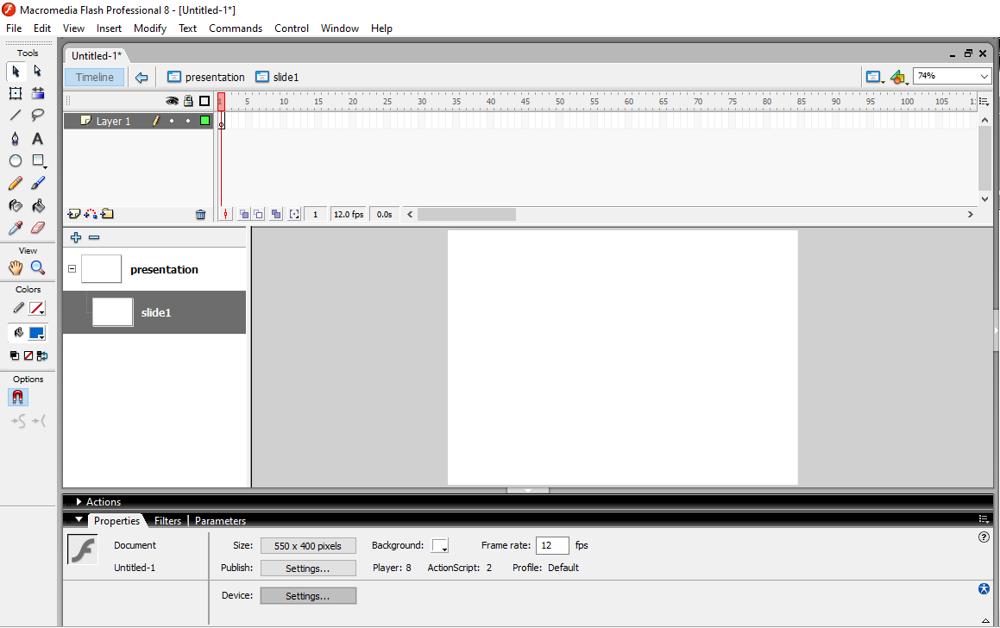 Macromedia Flash Professional 8 - [Untitled-1*]
File Edit View Insert Modify Text Commands Control Window Help
Tools
Untitled-1*
Timeline presentation slide1 74%
1 5 10 15 20 25 30 35 40 45 50 55 60 65 70 75 80 85 90 95 100 105 11
Layer 1
1 12.0 fps 0.0s
View
presentation
Colors
slide1
Options
Actions
Properties Filters Parameters
Document Size: 550 x 400 pixels Background: Frame rate: 12 fps
Untitled-1 Publish: Settings... Player: 8 ActionScript: 2 Profile: Default
Device: Settings...